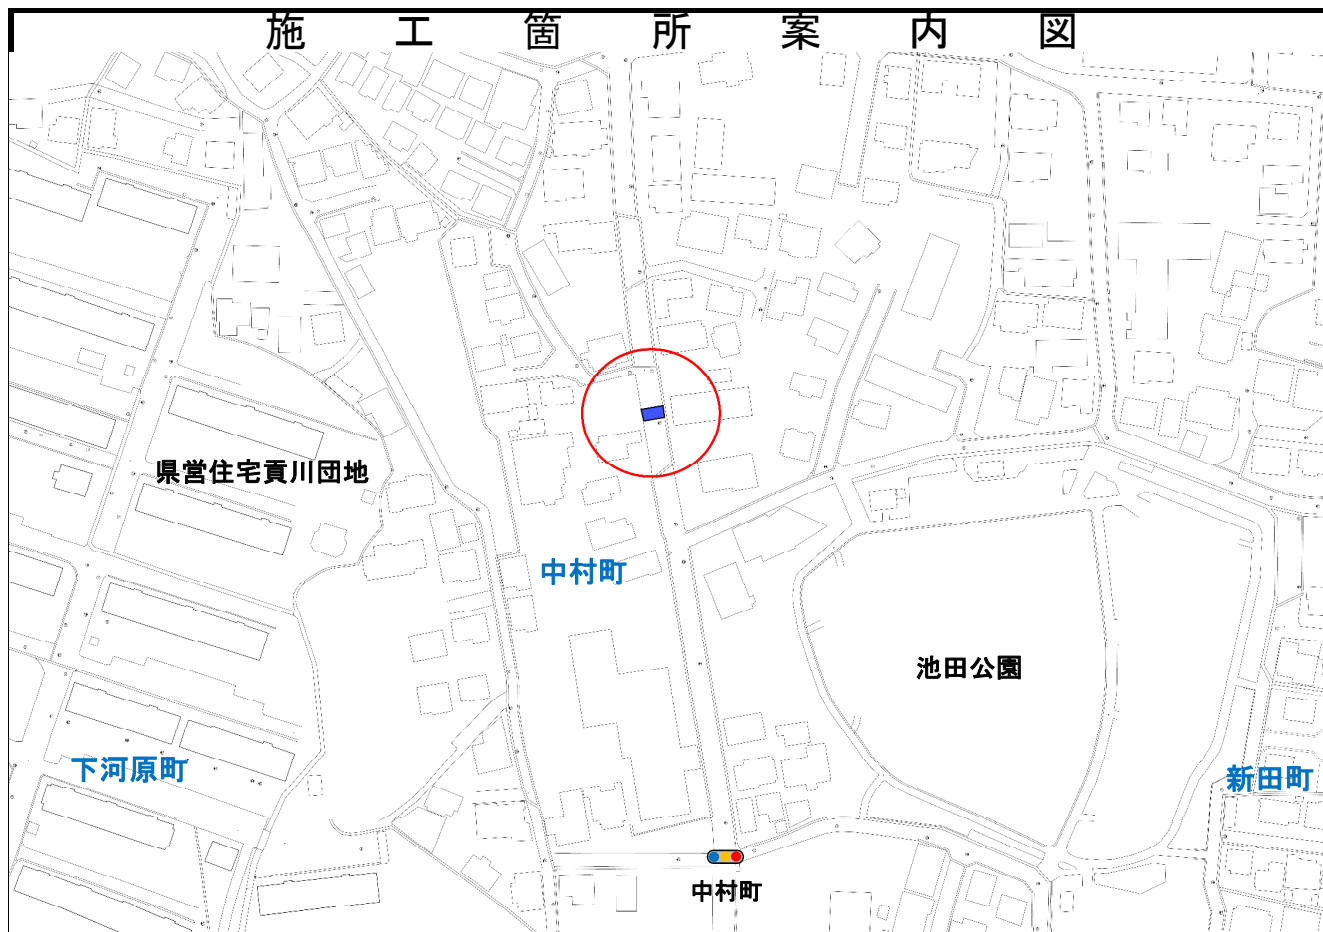 施工箇所案内図
県営住宅貢川団地
中村町
池田公園
下河原町
新田町
中村町